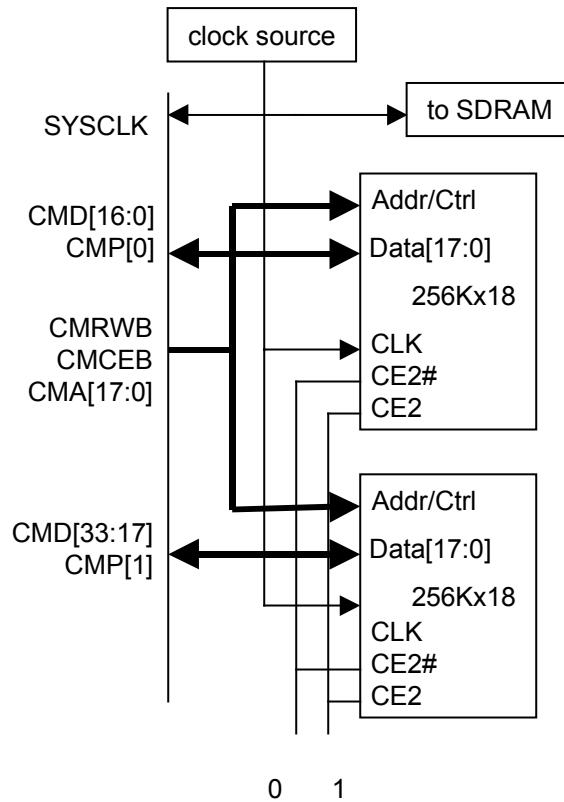 clock source
SYSCLK
to SDRAM
CMD[16:0]
CMP[0]
Addr/Ctrl
Data[17:0]
256Kx18
CMRWB
CMCEB
CMA[17:0]
CLK
CE2#
CE2
CMD[33:17]
CMP[1]
Addr/Ctrl
Data[17:0]
256Kx18
CLK
CE2#
CE2
0 1